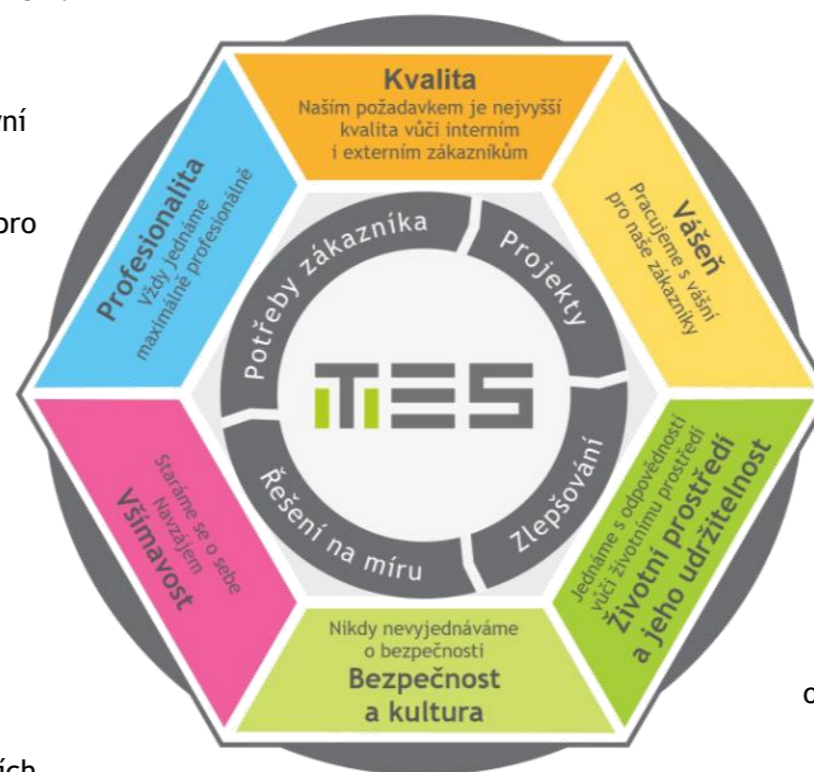 ní
pro
ích
Kvalita
Naším požadavkem je nejvyšší
kvalita vůči interním
i externím zákazníkům
Vášeň
Pracujeme s vášní
pro naše zákazníky
Jednáme s odpovědností
vůči životnímu prostředí
Životní prostředí
a jeho udržitelnost
Nikdy nevyjednáváme
o bezpečnosti
Bezpečnost
a kultura
Staráme se o sebe
Navzájem
Všímavost
Profesionalita
Vždy jednáme
maximálně profesionálně
Potřeby zákazníka
Projekty
Zlepšování
Řešení na míru
TES